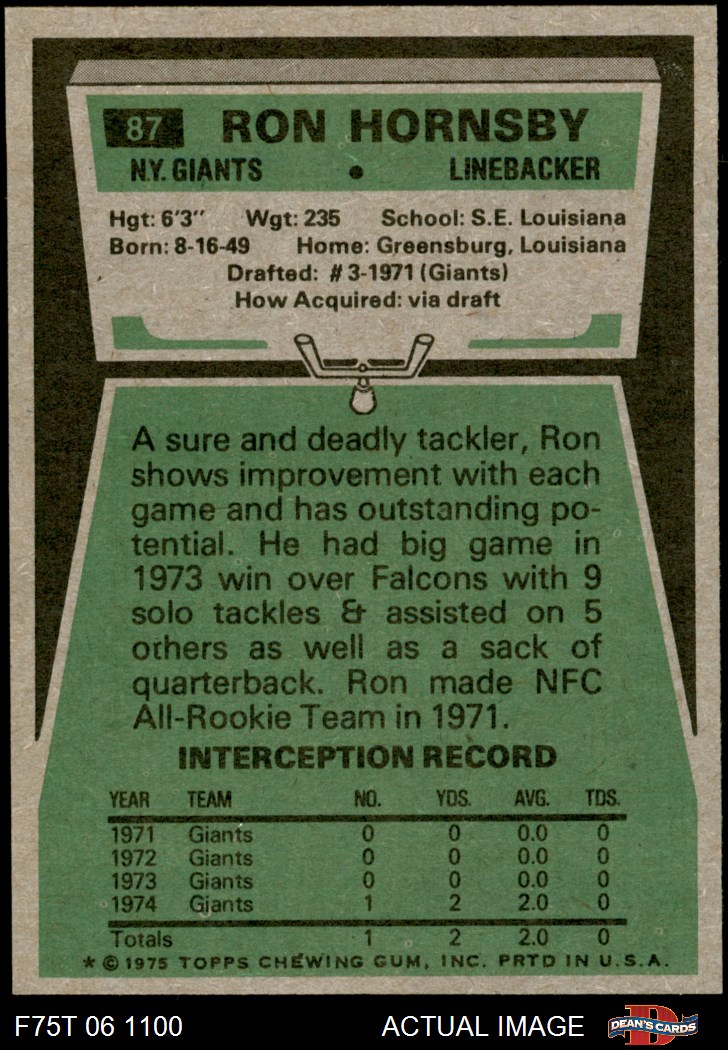 87 RON HORNSBY
N.Y. GIANTS • LINEBACKER
Hgt: 6'3" Wgt: 235 School: S.E. Louisiana
Born: 8-16-49 Home: Greensburg, Louisiana
Drafted: #3-1971 (Giants)
How Acquired: via draft
A sure and deadly tackler, Ron
shows improvement with each
game and has outstanding po-
tential. He had big game in
1973 win over Falcons with 9
solo tackles & assisted on 5
others as well as a sack of
quarterback. Ron made NFC
All-Rookie Team in 1971.
INTERCEPTION RECORD
YEAR TEAM NO. YDS. AVG. TDS.
1971 Giants 0 0 0.0 0
1972 Giants 0 0 0.0 0
1973 Giants 0 0 0.0 0
1974 Giants 1 2 2.0 0
Totals 1 2 2.0 0
* © 1975 TOPPS CHEWING GUM, INC. PRTD IN U.S.A.
F75T 06 1100 ACTUAL IMAGE D DEAN'S CARDS